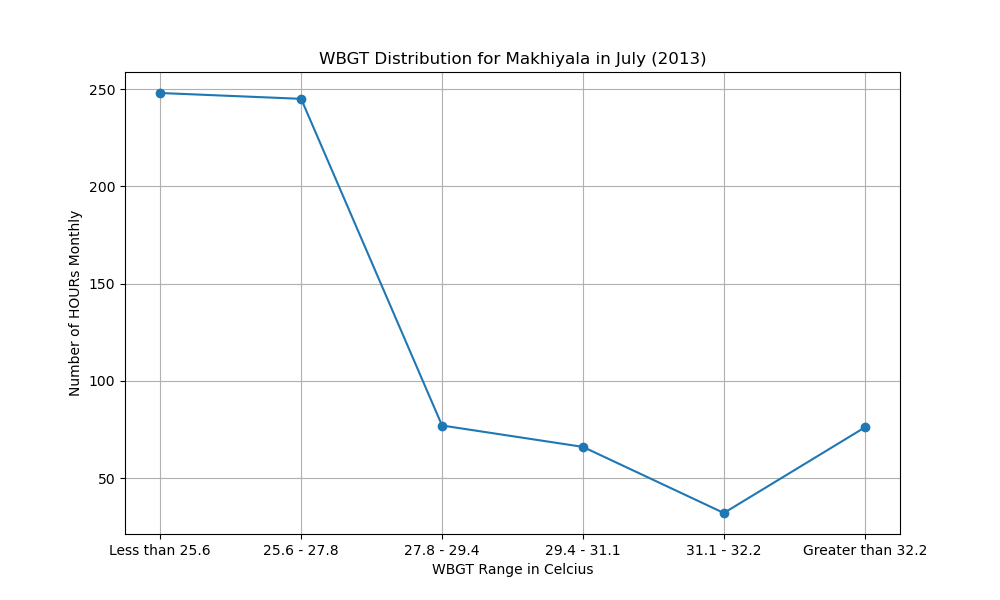 WBGT Distribution for Makhiyala in July (2013)
Number of HOURs Monthly
250
200
150
100
50
Less than 25.6
25.6 - 27.8
27.8 - 29.4
29.4 - 31.1
31.1 - 32.2
Greater than 32.2
WBGT Range in Celcius